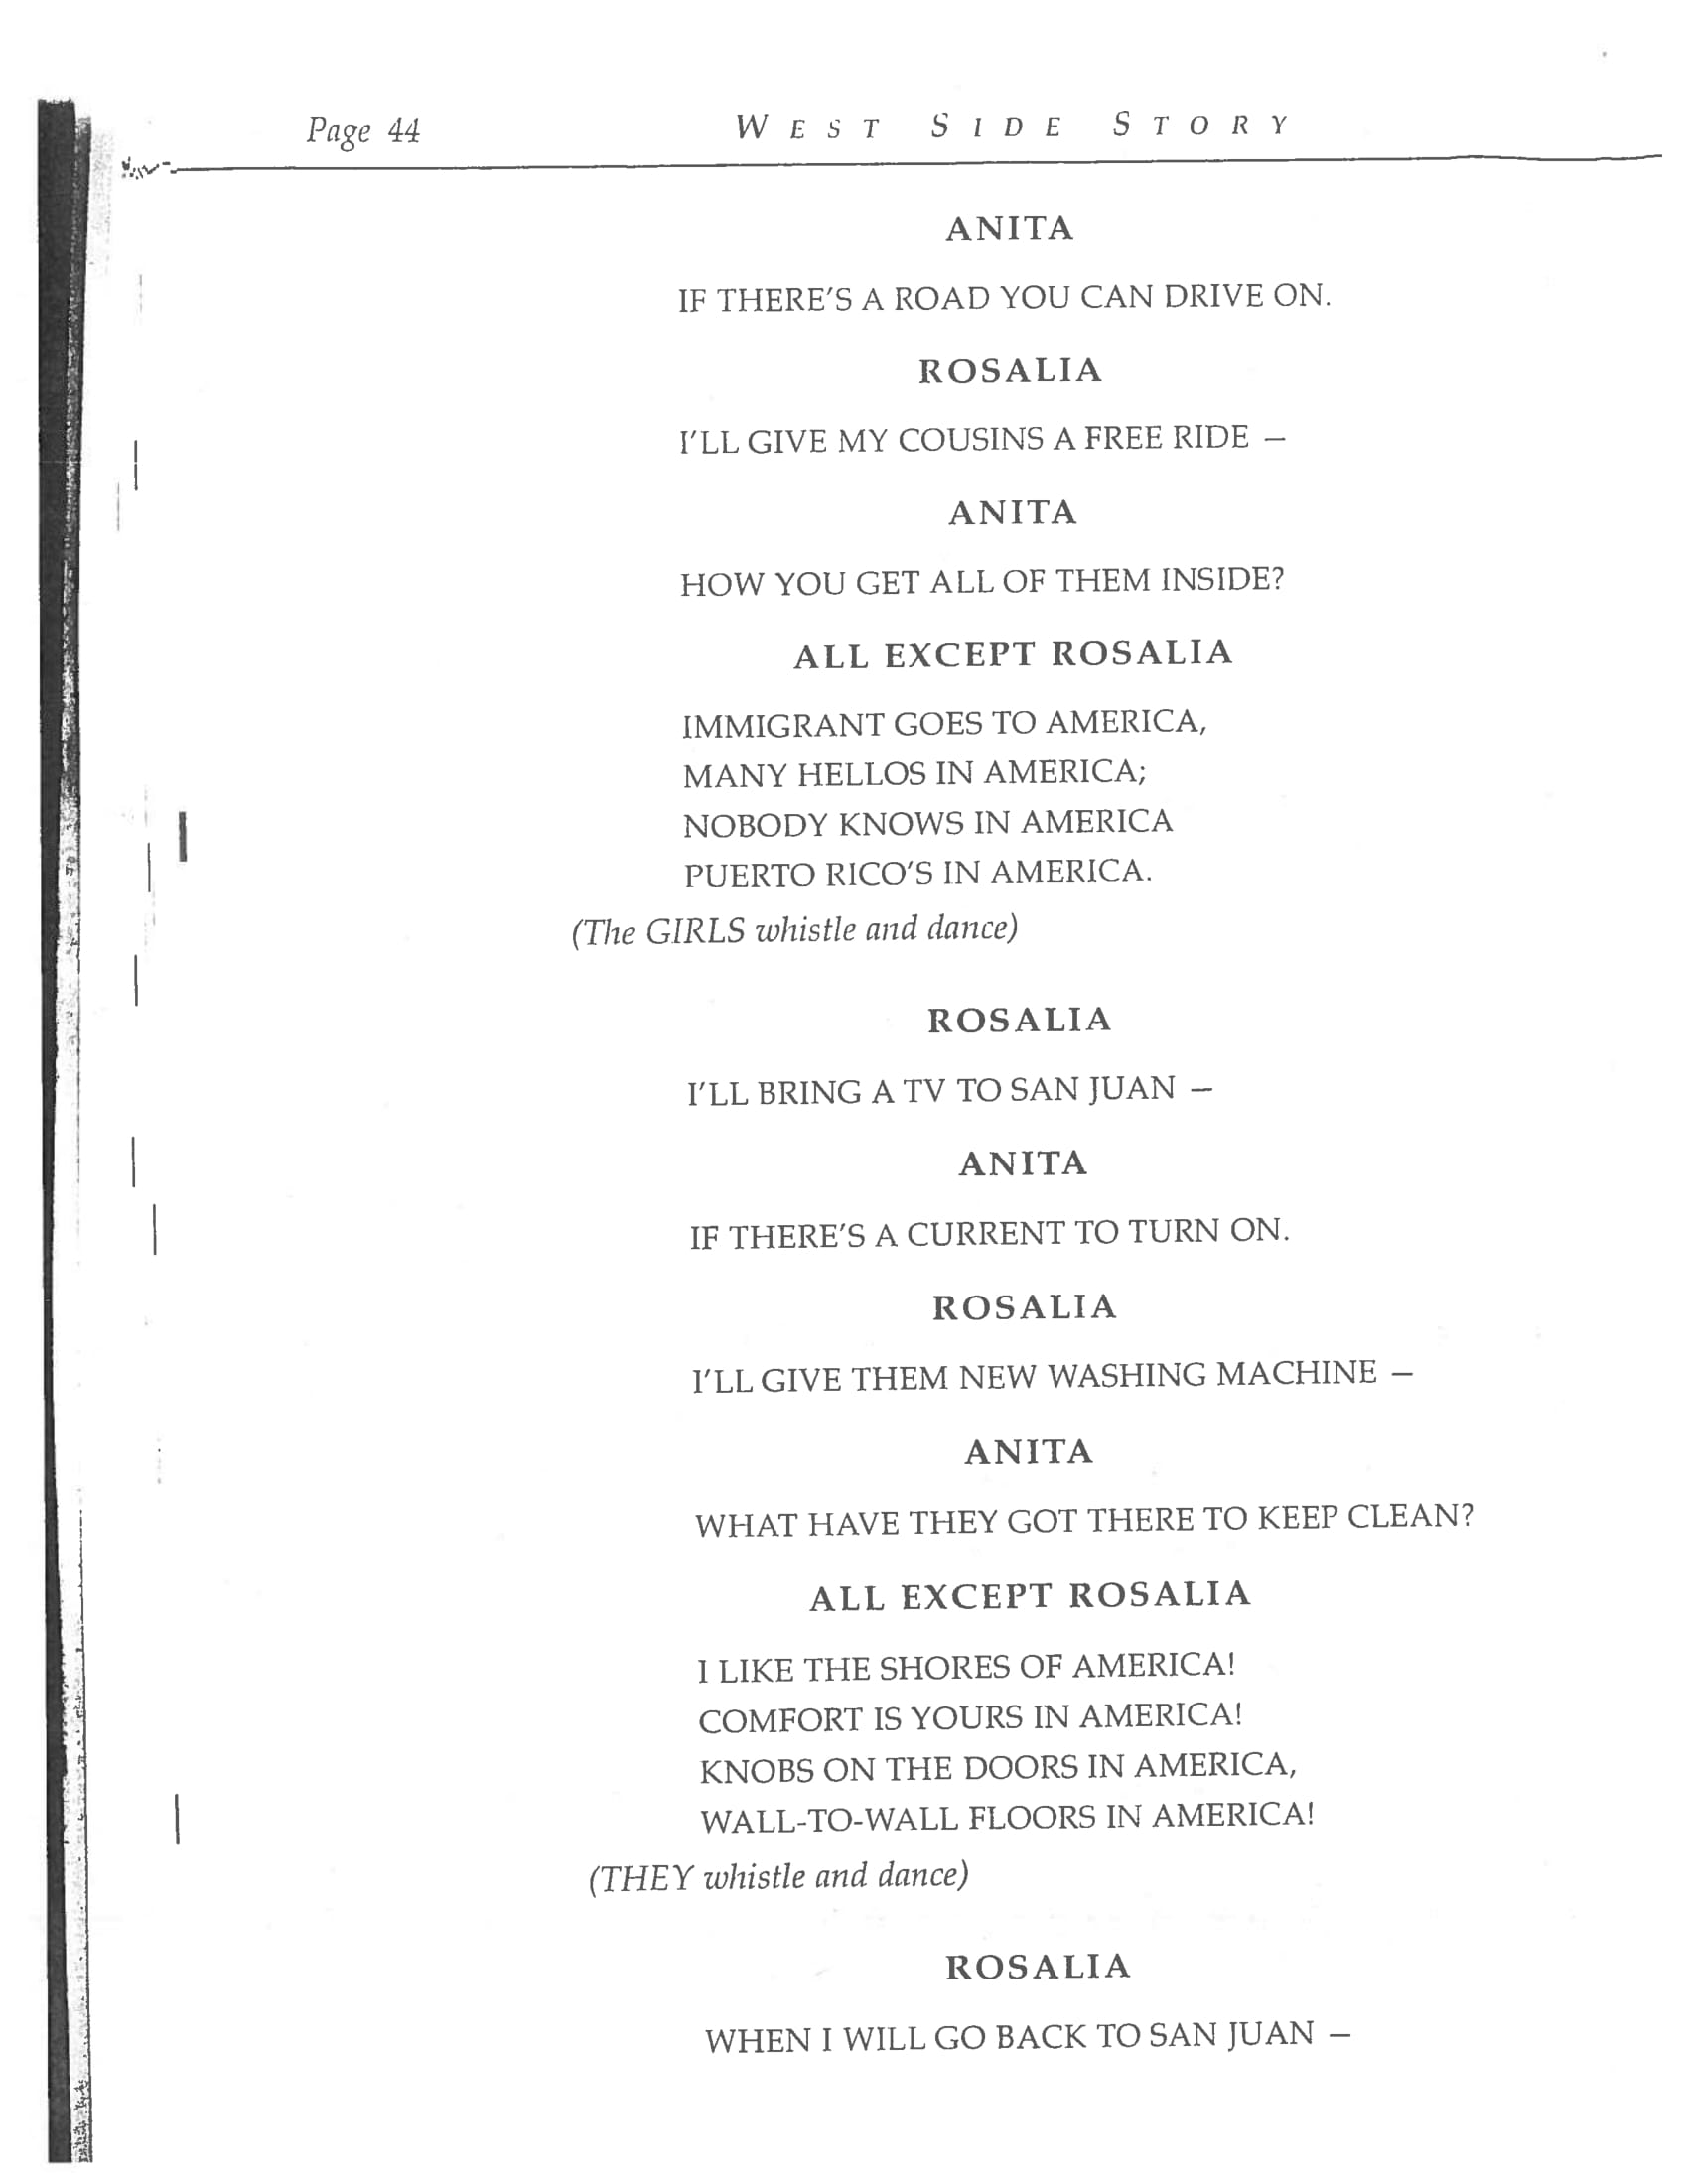 Page 44 WEST SIDE STORY
ANITA
IF THERE'S A ROAD YOU CAN DRIVE ON.
ROSALIA
I'LL GIVE MY COUSINS A FREE RIDE —
ANITA
HOW YOU GET ALL OF THEM INSIDE?
ALL EXCEPT ROSALIA
IMMIGRANT GOES TO AMERICA,
MANY HELLOS IN AMERICA;
NOBODY KNOWS IN AMERICA
PUERTO RICO'S IN AMERICA.
(The GIRLS whistle and dance)
ROSALIA
I'LL BRING A TV TO SAN JUAN —
ANITA
IF THERE'S A CURRENT TO TURN ON.
ROSALIA
I'LL GIVE THEM NEW WASHING MACHINE —
ANITA
WHAT HAVE THEY GOT THERE TO KEEP CLEAN?
ALL EXCEPT ROSALIA
I LIKE THE SHORES OF AMERICA!
COMFORT IS YOURS IN AMERICA!
KNOBS ON THE DOORS IN AMERICA,
WALL-TO-WALL FLOORS IN AMERICA!
(THEY whistle and dance)
ROSALIA
WHEN I WILL GO BACK TO SAN JUAN —